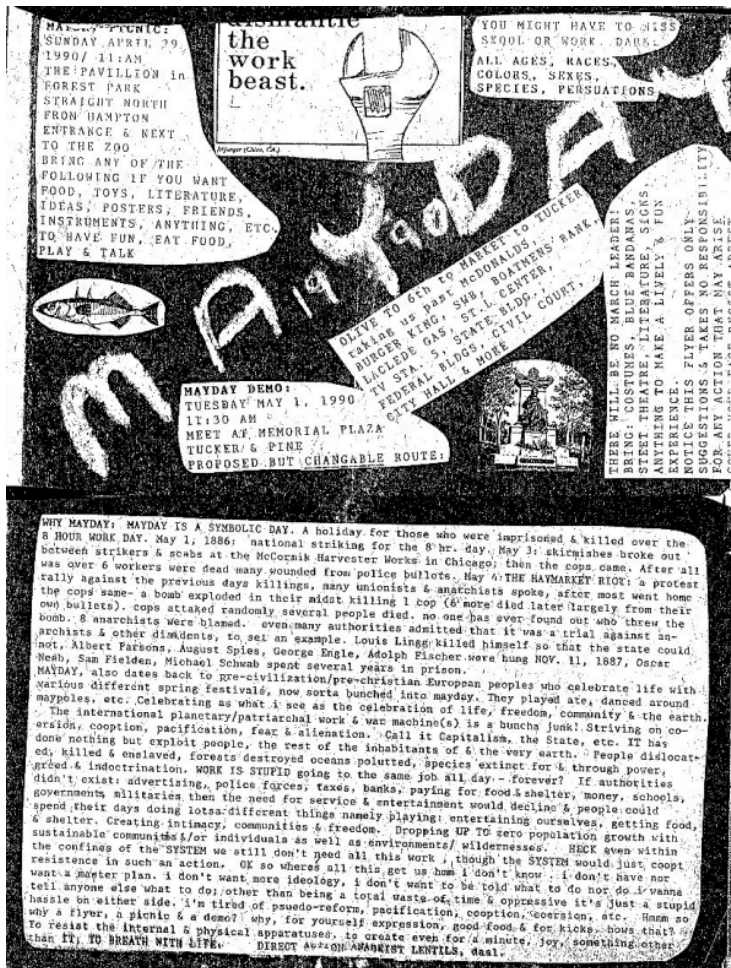 MAYDAY PICNIC:
SUNDAY APRIL 29,
1990/ 11:AM
THE PAVILLION in
FOREST PARK
STRAIGHT NORTH
FRON HAMPTON
ENTRANCE & NEXT
TO THE ZOO
BRING ANY OF THE
FOLLOWING IF YOU WANT
FOOD, TOYS, LITERATURE,
IDEAS, POSTERS, FRIENDS,
INSTRUMENTS, ANYTHING, ETC.
TO HAVE FUN, EAT FOOD,
PLAY & TALK
dismantle
the
work
beast.
YOU MIGHT HAVE TO MISS
SKOOL OR WORK. DARN.
ALL AGES, RACES,
COLORS, SEXES,
SPECIES, PERSUATIONS
MAYDAY
1990
OLIVE TO 6th to MARKET to TUCKER
taking us past McDONALDS,
BURGER KING, SWB, BOATMENS BANK,
LACLEDE GAS, ST.L CENTER,
TV STA. 5, STATE BLDG,
FEDERAL BLDGS, CIVIL COURT,
CITY HALL & MORE
MAYDAY DEMO:
TUESDAY MAY 1, 1990
11:30 AM
MEET AT MEMORIAL PLAZA
TUCKER & PINE
PROPOSED BUT CHANGABLE ROUTE:
THERE WILL BE NO MARCH LEADER!
BRING: COSTUMES, BLUE BANDANAS,
STEET THEATRE, LITERATURE, SIGNS,
ANYTHING TO MAKE A LIVELY & FUN
EXPERIENCE.
NOTICE THIS FLYER OFFERS ONLY
SUGGESTIONS & TAKES NO RESPONSIBILITY
FOR ANY ACTION THAT MAY ARISE
WHY MAYDAY: MAYDAY IS A SYMBOLIC DAY. A holiday for those who were imprisoned & killed over the
8 HOUR WORK DAY. May 1, 1886: national striking for the 8 hr. day. May 3: skirmishes broke out
between strikers & scabs at the McCormik Harvester Works in Chicago; then the cops came. After all
was over 6 workers were dead many wounded from police bullets. May 4: THE HAYMARKET RIOT: a protest
rally against the previous days killings, many unionists & anarchists spoke, after most went home
the cops came- a bomb exploded in their midst killing 1 cop (6 more died later largely from their
own bullets). cops attaked randomly several people died. no one has ever found out who threw the
bomb. 8 anarchists were blamed. even many authorities admitted that it was a trial against an-
archists & other dissidents, to set an example. Louis Lingg killed himself so that the state could
not, Albert Parsons, August Spies, George Engle, Adolph Fischer were hung NOV. 11, 1887, Oscar
Neeb, Sam Fielden, Michael Schwab spent several years in prison.
MAYDAY, also dates back to pre-civilization/pre-christian European peoples who celebrate life with
various different spring festivals, now sorta bunched into mayday. They played ate, danced around
maypoles, etc. Celebrating as what i see as the celebration of life, freedom, community & the earth.
The international planetary/patriarchal work & war machine(s) is a buncha junk! Striving on co-
ersion, cooption, pacification, fear & alienation. Call it Capitalism, the State, etc. IT has
done nothing but exploit people, the rest of the inhabitants of & the very earth. People dislocat-
ed, killed & enslaved, forests destroyed oceans polutted, species extinct for & through power,
greed & indoctrination. WORK IS STUPID going to the same job all day - forever? If authorities
didn't exist: advertising, police forces, taxes, banks, paying for food & shelter, money, schools,
governments, militaries then the need for service & entertainment would decline & people could
spend their days doing lotsa different things namely playing: entertaining ourselves, getting food,
& shelter. Creating intimacy, communities & freedom. Dropping UP TO zero population growth with
sustainable communities/or individuals as well as environments/ wildernesses. HECK even within
the confines of the SYSTEM we still don't need all this work , though the SYSTEM would just coopt
resistence in such an action. OK so wheres all this get us hmm i don't know . i don't have nor
want a master plan. i don't want more ideology, i don't want to be told what to do nor do i wanna
tell anyone else what to do; other than being a total waste of time & oppressive it's just a stupid
hassle on either side. i'm tired of psuedo-reform, pacification, cooption, coersion, etc. Hmmm so
why a flyer, a picnic & a demo? why, for yourself expression, good food & for kicks, hows that?
To resist the internal & physical apparatuses. to create even for a minute, joy, something other
than IT, TO BREATH WITH LIFE. DIRECT ACTION ANARKIST LENTILS, daal.